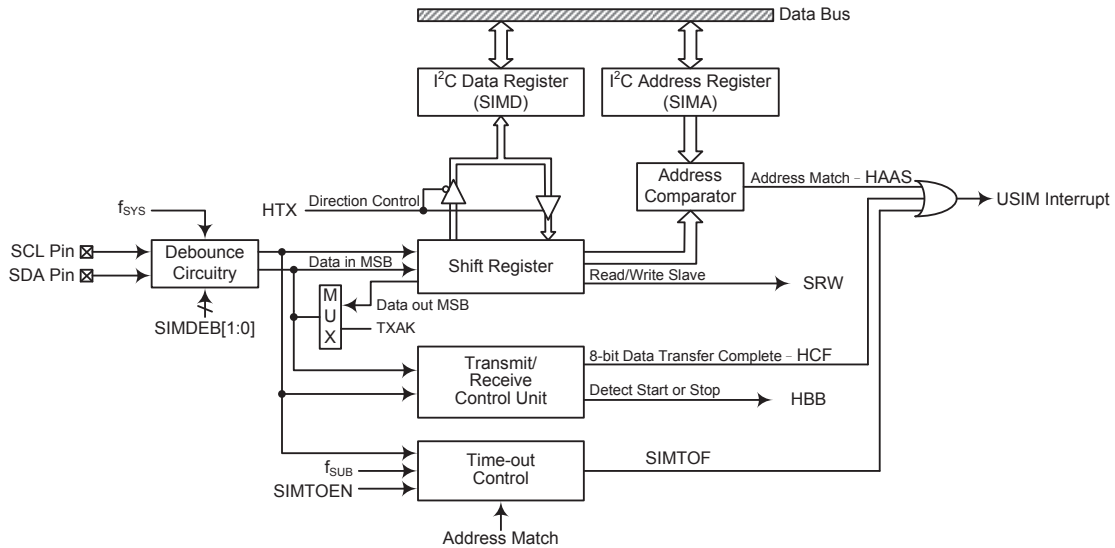 Data Bus
I²C Data Register
(SIMD)
I²C Address Register
(SIMA)
Address
Comparator
Address Match - HAAS
USIM Interrupt
HTX
Direction Control
fSYS
SCL Pin
SDA Pin
Debounce
Circuitry
SIMDEB[1:0]
Data in MSB
Shift Register
Read/Write Slave
SRW
M
U
X
Data out MSB
TXAK
Transmit/
Receive
Control Unit
8-bit Data Transfer Complete - HCF
Detect Start or Stop
HBB
fSUB
SIMTOEN
Time-out
Control
SIMTOF
Address Match